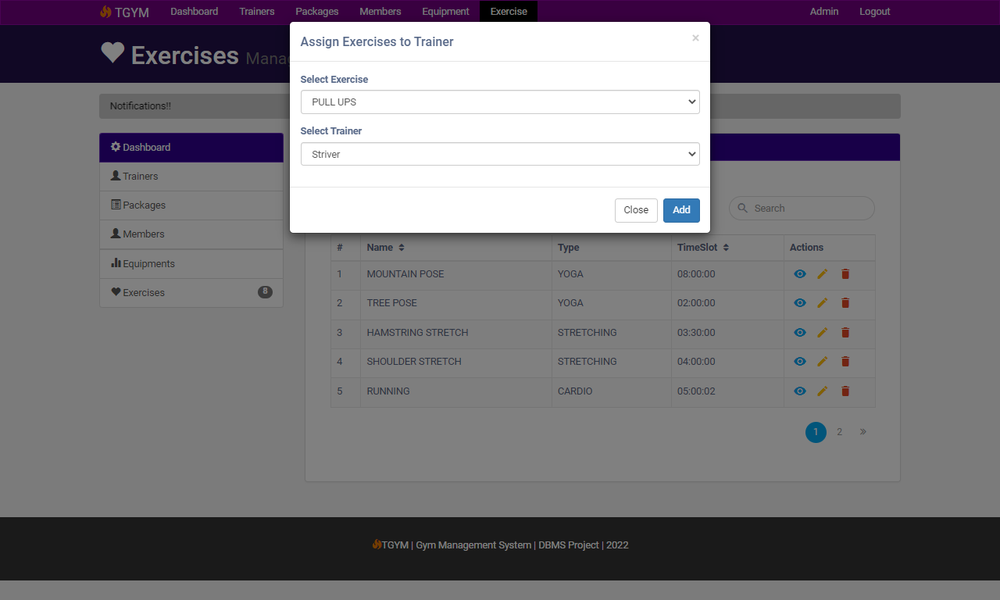 TGYM Dashboard Trainers Packages Members Equipment Exercise Admin Logout
Assign Exercises to Trainer ×
Exercises
Select Exercise
PULL UPS
Notifications!!
Select Trainer
Striver
Dashboard
Trainers
Packages
Members
Equipments
Exercises 8
Close Add
Search
# Name Type TimeSlot Actions
1 MOUNTAIN POSE YOGA 08:00:00
2 TREE POSE YOGA 02:00:00
3 HAMSTRING STRETCH STRETCHING 03:30:00
4 SHOULDER STRETCH STRETCHING 04:00:00
5 RUNNING CARDIO 05:00:02
1 2 »
TGYM | Gym Management System | DBMS Project | 2022